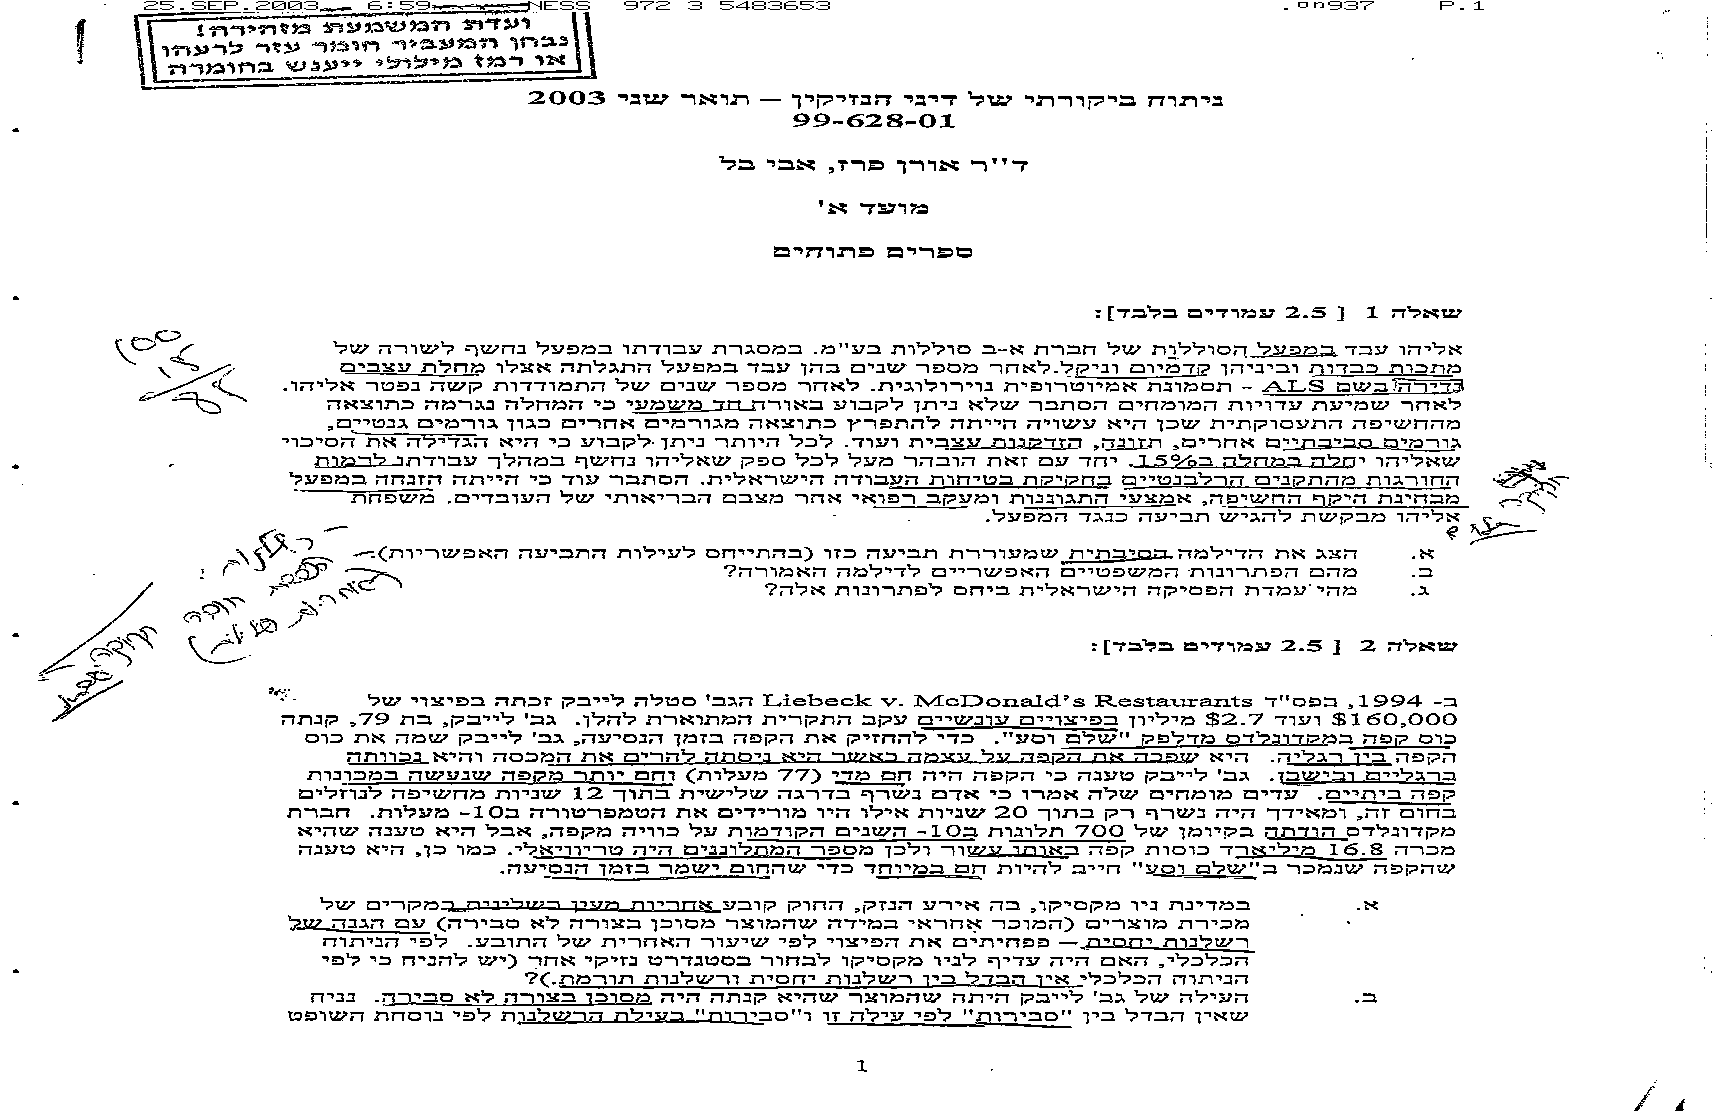 25.SEP.2003 6:59 NESS 972 3 5483653 P.1
ועדת המשמעת מזהירה!
נבחן המעביר חומר עזר לרעהו
או רמז מילולי ייענש בחומרה
ניתוח ביקורתי של דיני הנזיקין – תואר שני 2003
99-628-01
ד"ר אורן פרז, אבי בל
מועד א'
ספרים פתוחים
שאלה 1 [ 2.5 עמודים בלבד]:
אליהו עבד במפעל הסוללות של חברת א-ב סוללות בע"מ. במסגרת עבודתו במפעל נחשף לשורה של
מתכות כבדות וביניהן קדמיום וניקל.לאחר מספר שנים בהן עבד במפעל התגלתה אצלו מחלת עצבים
נדירה בשם ALS - תסמונת אמיוטרופית נוירולוגית. לאחר מספר שנים של התמודדות קשה נפטר אליהו.
לאחר שמיעת עדויות המומחים הסתבר שלא ניתן לקבוע באורח חד משמעי כי המחלה נגרמה כתוצאה
מהחשיפה התעסוקתית שכן היא עשויה הייתה להתפרץ כתוצאה מגורמים אחרים כגון גורמים גנטיים,
גורמים סביבתיים אחרים, תזונה, הזדקנות עצבית ועוד. לכל היותר ניתן לקבוע כי היא הגדילה את הסיכוי
שאליהו יחלה במחלה ב15%. יחד עם זאת הובהר מעל לכל ספק שאליהו נחשף במהלך עבודתו לרמות
החורגות מהתקנים הרלבנטיים בחקיקת בטיחות העבודה הישראלית. הסתבר עוד כי הייתה הזנחה במפעל
מבחינת היקף החשיפה, אמצעי התגוננות ומעקב רפואי אחר מצבם הבריאותי של העובדים. משפחת
אליהו מבקשת להגיש תביעה כנגד המפעל.
א. הצג את הדילמה הסיבתית שמעוררת תביעה כזו (בהתייחס לעילות התביעה האפשריות).
ב. מהם הפתרונות המשפטיים האפשריים לדילמה האמורה?
ג. מהי עמדת הפסיקה הישראלית ביחס לפתרונות אלה?
שאלה 2 [ 2.5 עמודים בלבד]:
ב- 1994, בפס"ד Liebeck v. McDonald's Restaurants הגב' סטלה לייבק זכתה בפיצוי של
$160,000 ועוד $2.7 מיליון בפיצויים עונשיים עקב התקרית המתוארת להלן. גב' לייבק, בת 79, קנתה
כוס קפה במקדונלדס מדלפק "שלם וסע". כדי להחזיק את הקפה בזמן הנסיעה, גב' לייבק שמה את כוס
הקפה בין רגליה. היא שפכה את הקפה על עצמה כאשר היא ניסתה להרים את המכסה והיא נכוותה
ברגליים ובישבן. גב' לייבק טענה כי הקפה היה חם מדי (77 מעלות) וחם יותר מקפה שנעשה במכונות
קפה ביתיים. עדים מומחים שלה אמרו כי אדם נשרף בדרגה שלישית בתוך 12 שניות מחשיפה לנוזלים
בחום זה, ומאידך היה נשרף רק בתוך 20 שניות אילו היו מורידים את הטמפרטורה ב10- מעלות. חברת
מקדונלדס הודתה בקיומן של 700 תלונות ב10- השנים הקודמות על כוויה מקפה, אבל היא טענה שהיא
מכרה 16.8 מיליארד כוסות קפה באותו עשור ולכן מספר המתלוננים היה טריוויאלי. כמו כן, היא טענה
שהקפה שנמכר ב"שלם וסע" חייב להיות חם במיוחד כדי שהחום ישמר בזמן הנסיעה.
א. במדינת ניו מקסיקו, בה אירע הנזק, החוק קובע אחריות מעין בשלינית במקרים של
מכירת מוצרים (המוכר אחראי במידה שהמוצר מסוכן בצורה לא סבירה) עם הגנה של
רשלנות יחסית – פפחיתים את הפיצוי לפי שיעור האחרית של התובע. לפי הניתוח
הכלכלי, האם היה עדיף לניו מקסיקו לבחור בסטנדרט נזיקי אחר (יש להניח כי לפי
הניתוח הכלכלי אין הבדל בין רשלנות יחסית ורשלנות תורמת.)?
ב. העילה של גב' לייבק היתה שהמוצר שהיא קנתה היה מסוכן בצורה לא סבירה. נניח
שאין הבדל בין "סבירות" לפי עילה זו ו"סבירות" בעילת הרשלנות לפי נוסחת השופט
1